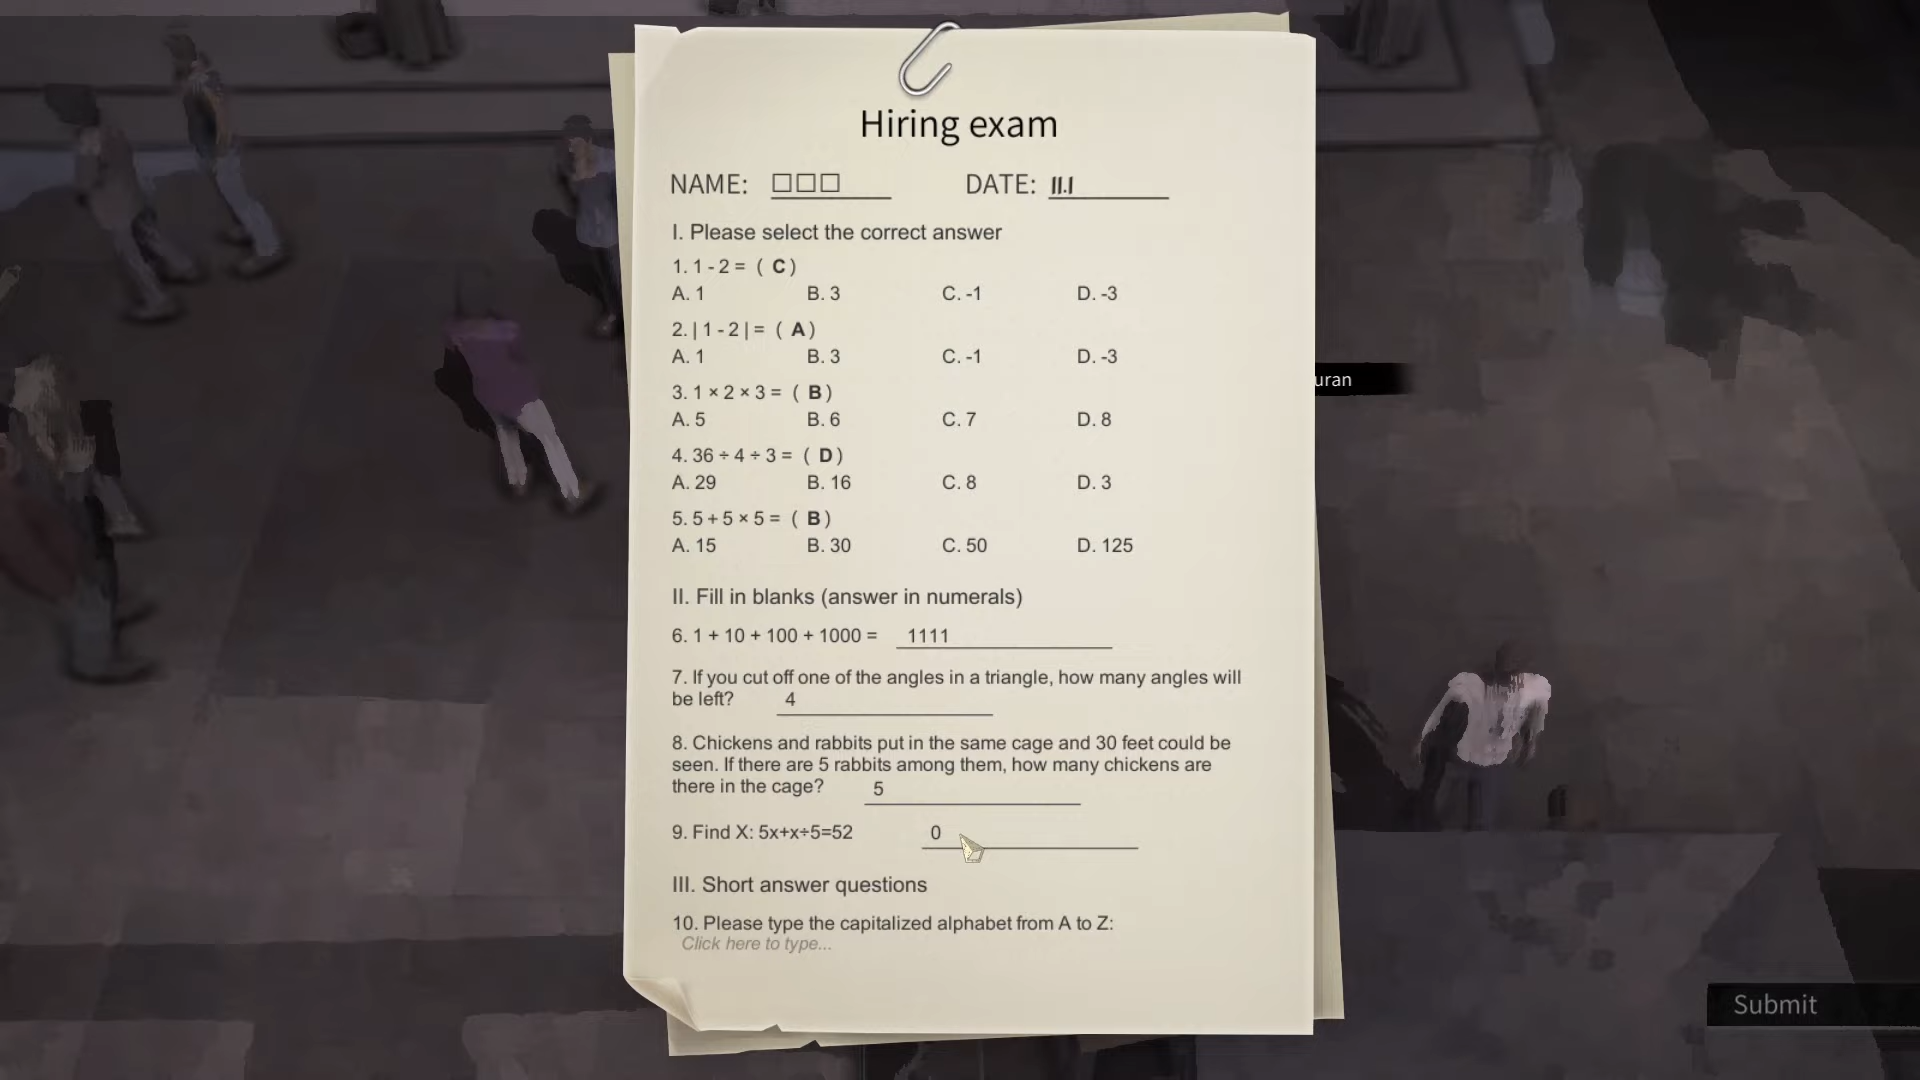 Hiring exam
NAME: □□□ DATE: 11.1
I. Please select the correct answer
1. 1 - 2 = ( C )
A. 1 B. 3 C. -1 D. -3
2. | 1 - 2 | = ( A )
A. 1 B. 3 C. -1 D. -3
3. 1 × 2 × 3 = ( B )
A. 5 B. 6 C. 7 D. 8
4. 36 ÷ 4 ÷ 3 = ( D )
A. 29 B. 16 C. 8 D. 3
5. 5 + 5 × 5 = ( B )
A. 15 B. 30 C. 50 D. 125
II. Fill in blanks (answer in numerals)
6. 1 + 10 + 100 + 1000 = 1111
7. If you cut off one of the angles in a triangle, how many angles will
be left? 4
8. Chickens and rabbits put in the same cage and 30 feet could be
seen. If there are 5 rabbits among them, how many chickens are
there in the cage? 5
9. Find X: 5x+x÷5=52 0
III. Short answer questions
10. Please type the capitalized alphabet from A to Z:
Click here to type...
Submit